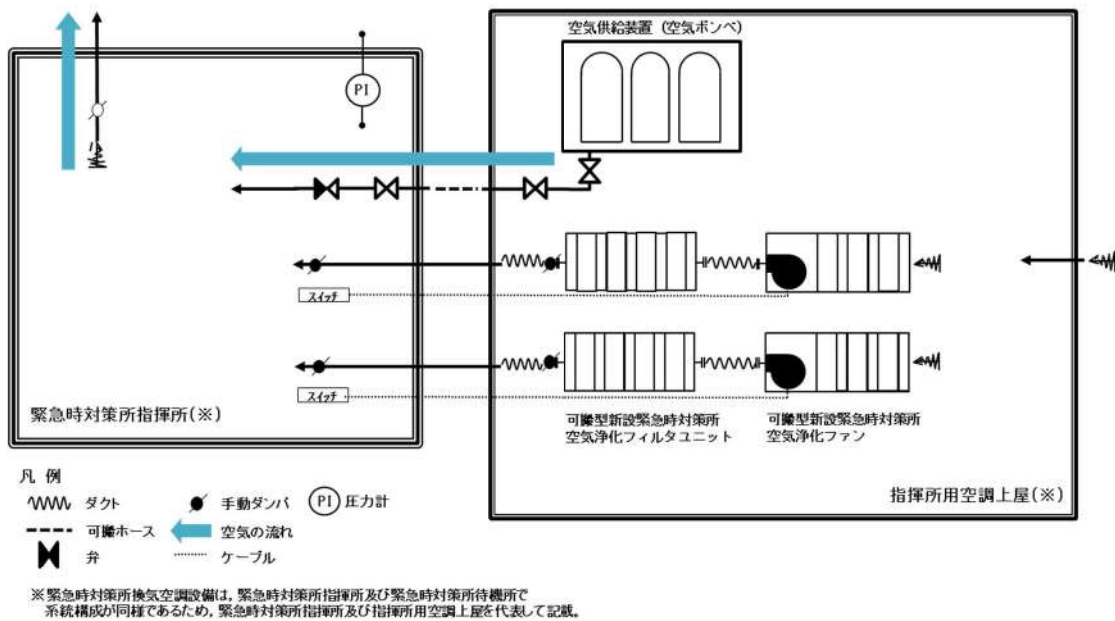 空気供給装置 (空気ボンベ)
PI
スイッチ
スイッチ
緊急時対策所指揮所(※)
可搬型新設緊急時対策所
空気浄化フィルタユニット
可搬型新設緊急時対策所
空気浄化ファン
指揮所用空調上屋(※)
凡 例
ダクト
手動ダンパ
PI
圧力計
可搬ホース
空気の流れ
弁
ケーブル
※緊急時対策所換気空調設備は，緊急時対策所指揮所及び緊急時対策所待機所で
系統構成が同様であるため，緊急時対策所指揮所及び指揮所用空調上屋を代表して記載。